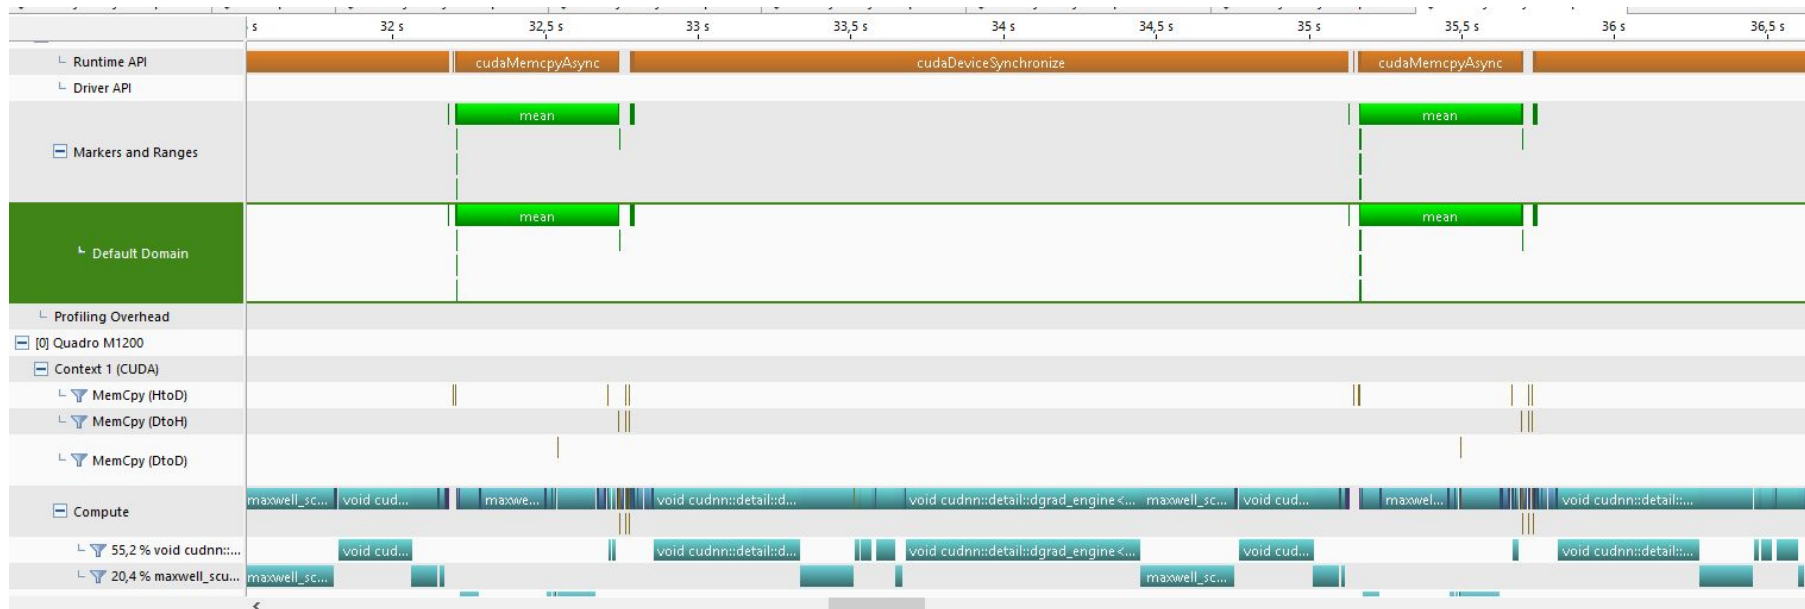 s 32 s 32,5 s 33 s 33,5 s 34 s 34,5 s 35 s 35,5 s 36 s 36,5 s
Runtime API cudaMemcpyAsync cudaDeviceSynchronize cudaMemcpyAsync
Driver API
mean mean
Markers and Ranges
mean mean
Default Domain
Profiling Overhead
[0] Quadro M1200
Context 1 (CUDA)
MemCpy (HtoD)
MemCpy (DtoH)
MemCpy (DtoD)
maxwell_sc... void cud... maxwe... void cudnn::detail::d... void cudnn::detail::dgrad_engine<... maxwell_sc... void cud... maxwel... void cudnn::detail::...
Compute
55,2 % void cudnn::... void cud... void cudnn::detail::d... void cudnn::detail::dgrad_engine<... void cud... void cudnn::detail::...
20,4 % maxwell_scu... maxwell_sc... maxwell_sc...